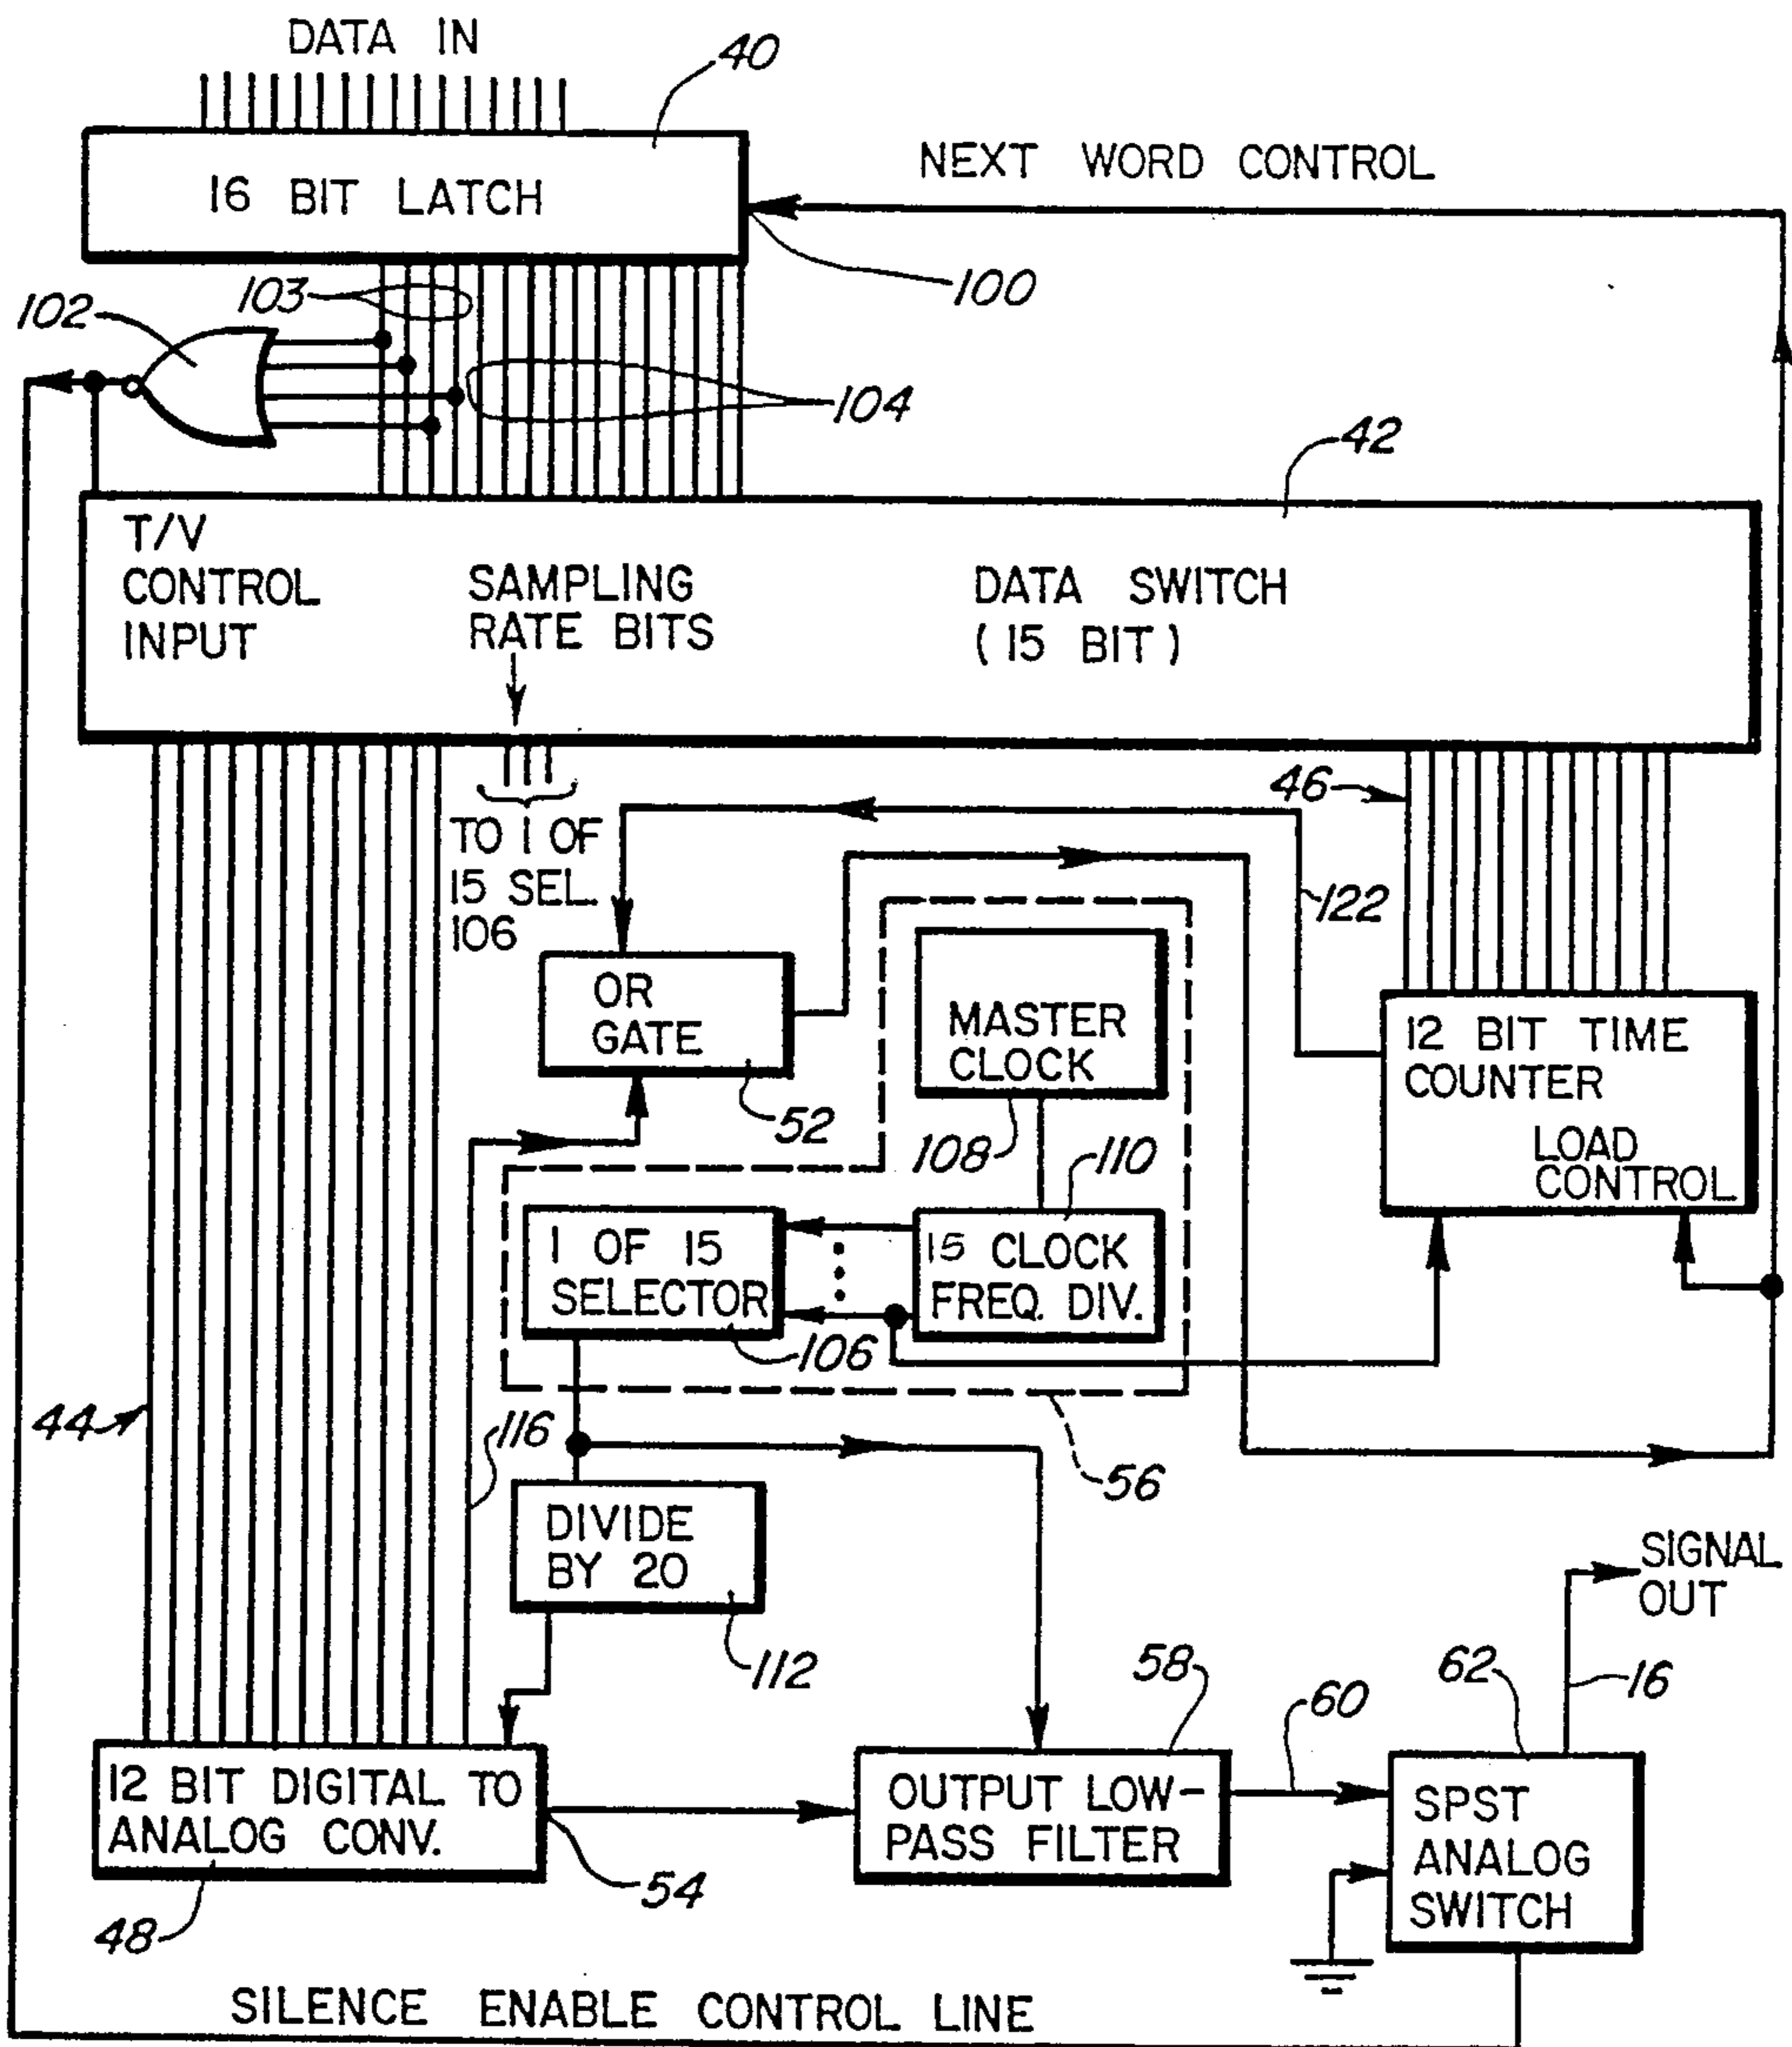 DATA IN
40
16 BIT LATCH
NEXT WORD CONTROL
100
103
102
104
42
T/V
CONTROL
INPUT
SAMPLING
RATE BITS
DATA SWITCH
(15 BIT)
46
TO 1 OF
15 SEL.
106
122
OR
GATE
52
MASTER
CLOCK
108
110
12 BIT TIME
COUNTER
LOAD
CONTROL
1 OF 15
SELECTOR
106
15 CLOCK
FREQ. DIV.
44
116
56
DIVIDE
BY 20
112
SIGNAL
OUT
58
60
62
16
12 BIT DIGITAL TO
ANALOG CONV.
54
48
OUTPUT LOW-
PASS FILTER
SPST
ANALOG
SWITCH
SILENCE ENABLE CONTROL LINE